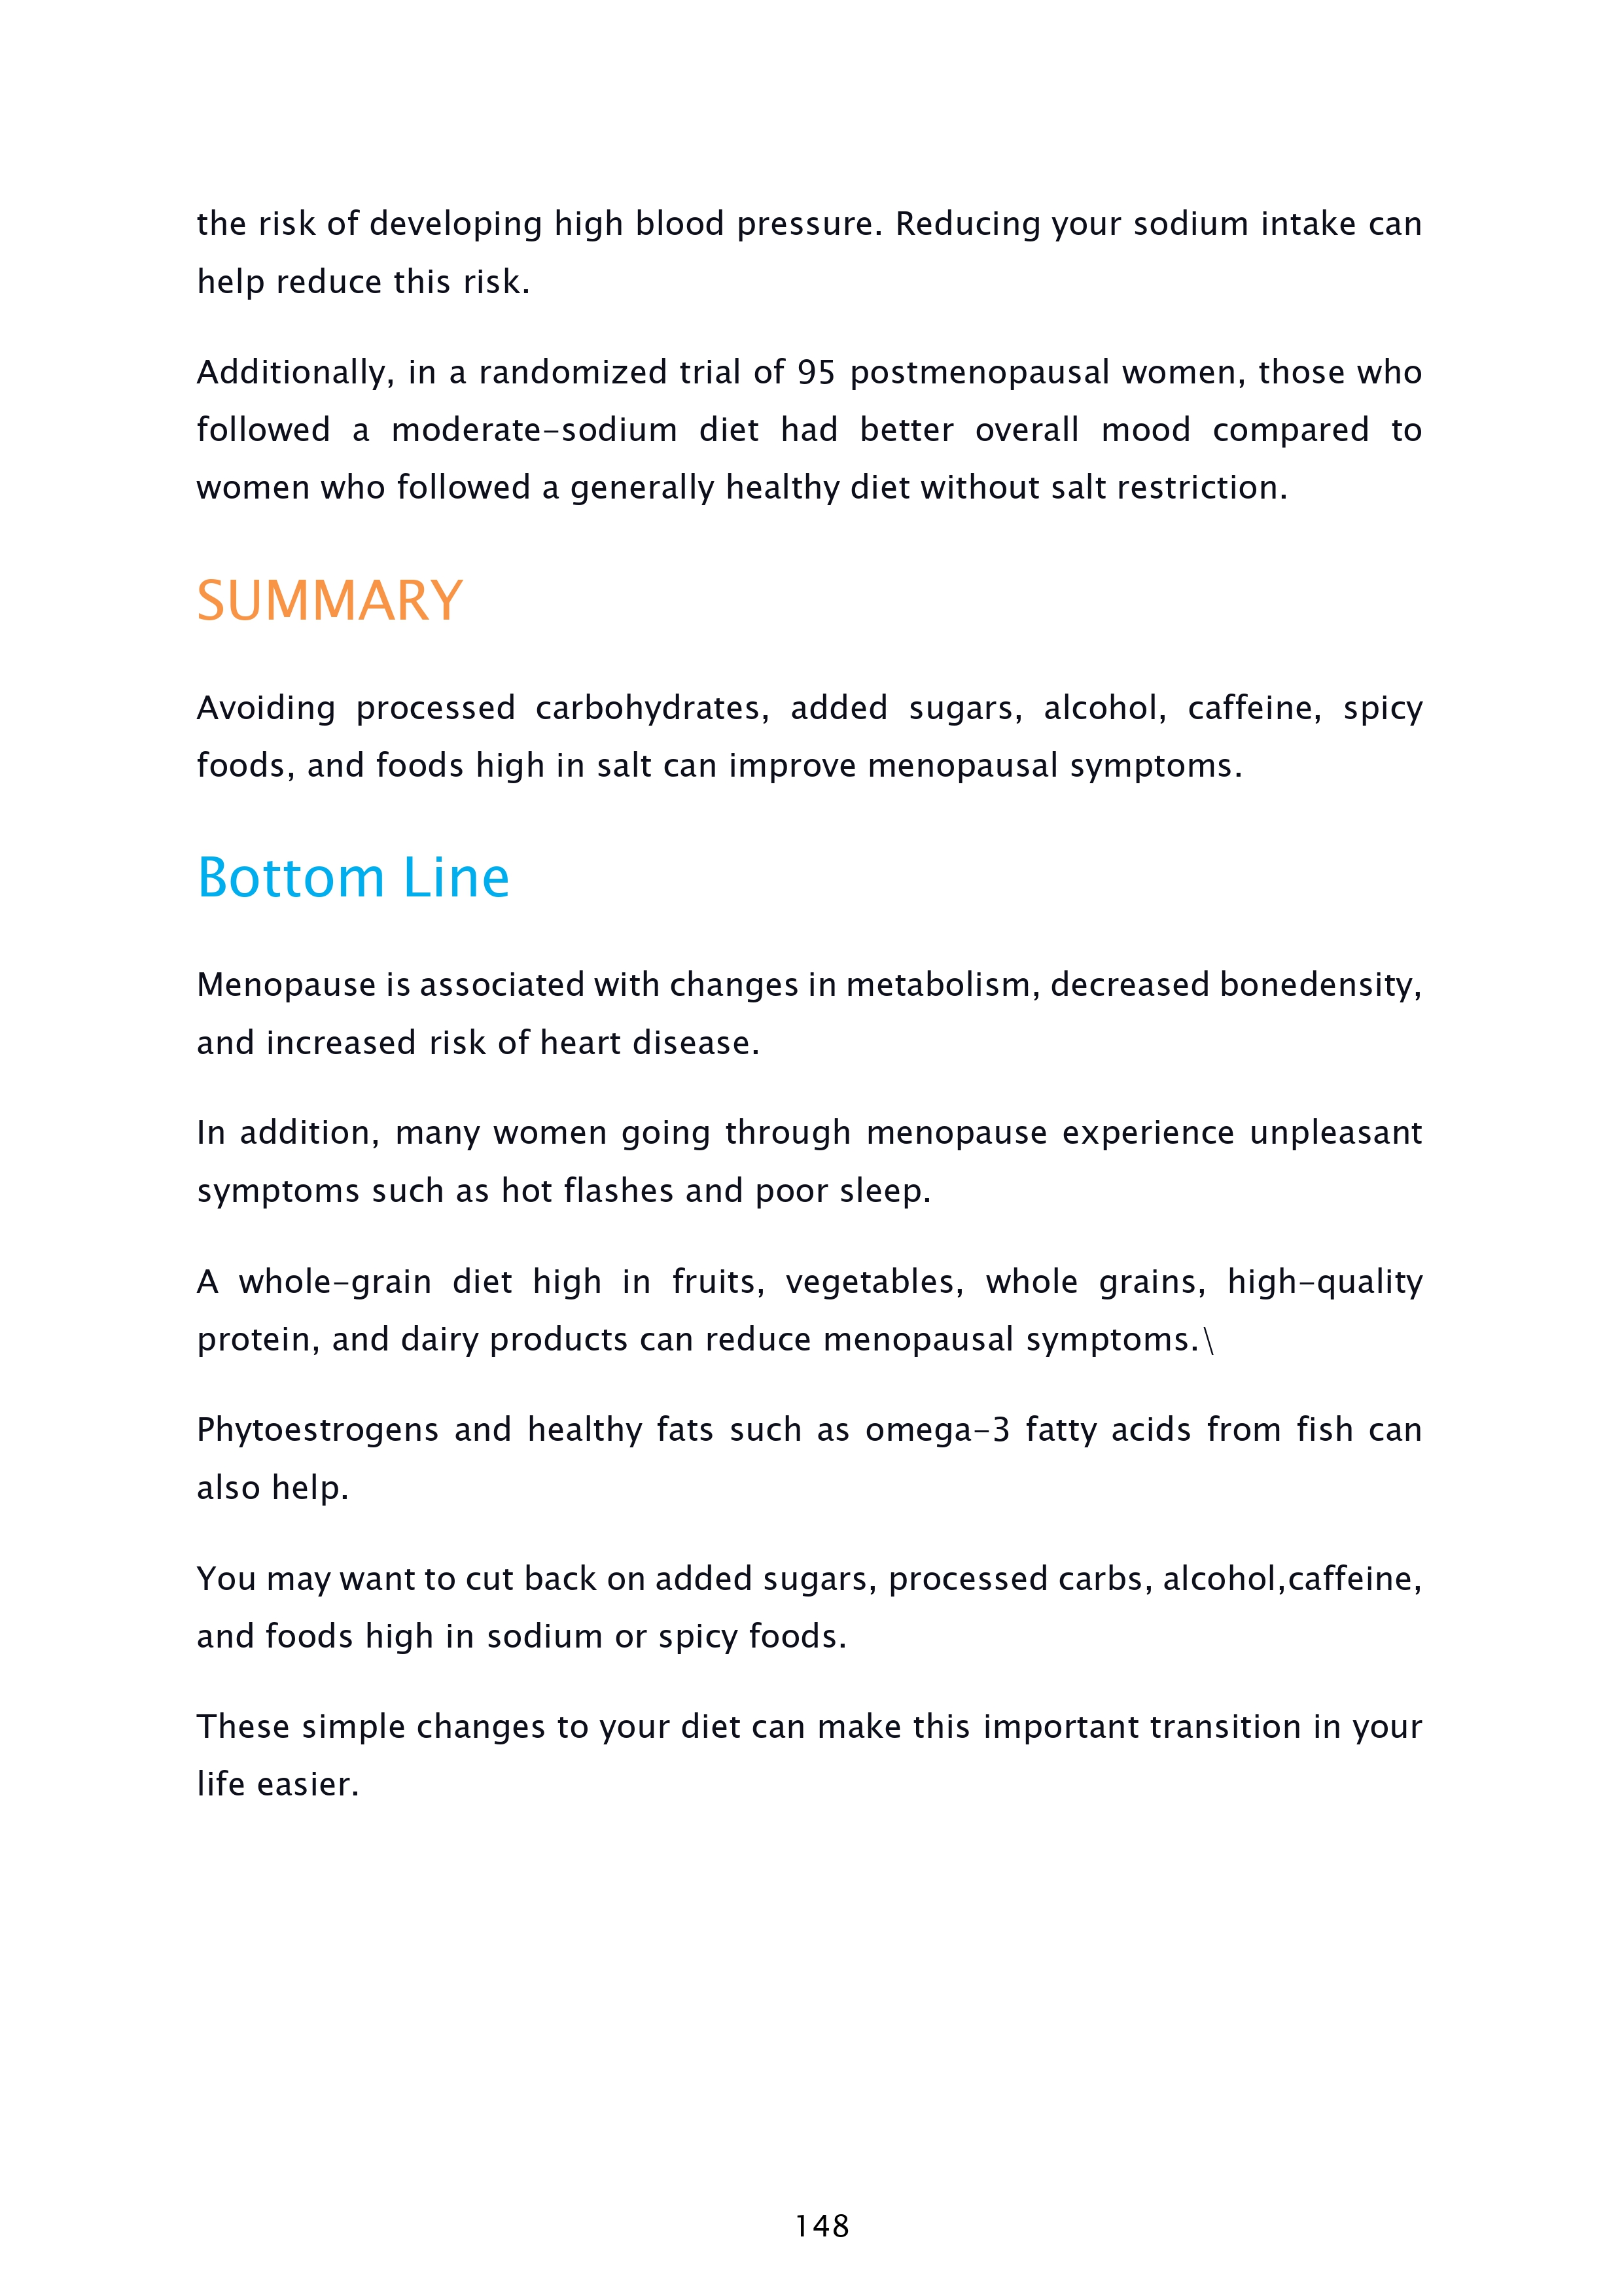 the risk of developing high blood pressure. Reducing your sodium intake can
help reduce this risk.
Additionally, in a randomized trial of 95 postmenopausal women, those who
followed a moderate-sodium diet had better overall mood compared to
women who followed a generally healthy diet without salt restriction.
SUMMARY
Avoiding processed carbohydrates, added sugars, alcohol, caffeine, spicy
foods, and foods high in salt can improve menopausal symptoms.
Bottom Line
Menopause is associated with changes in metabolism, decreased bonedensity,
and increased risk of heart disease.
In addition, many women going through menopause experience unpleasant
symptoms such as hot flashes and poor sleep.
A whole-grain diet high in fruits, vegetables, whole grains, high-quality
protein, and dairy products can reduce menopausal symptoms.\
Phytoestrogens and healthy fats such as omega-3 fatty acids from fish can
also help.
You may want to cut back on added sugars, processed carbs, alcohol,caffeine,
and foods high in sodium or spicy foods.
These simple changes to your diet can make this important transition in your
life easier.
148